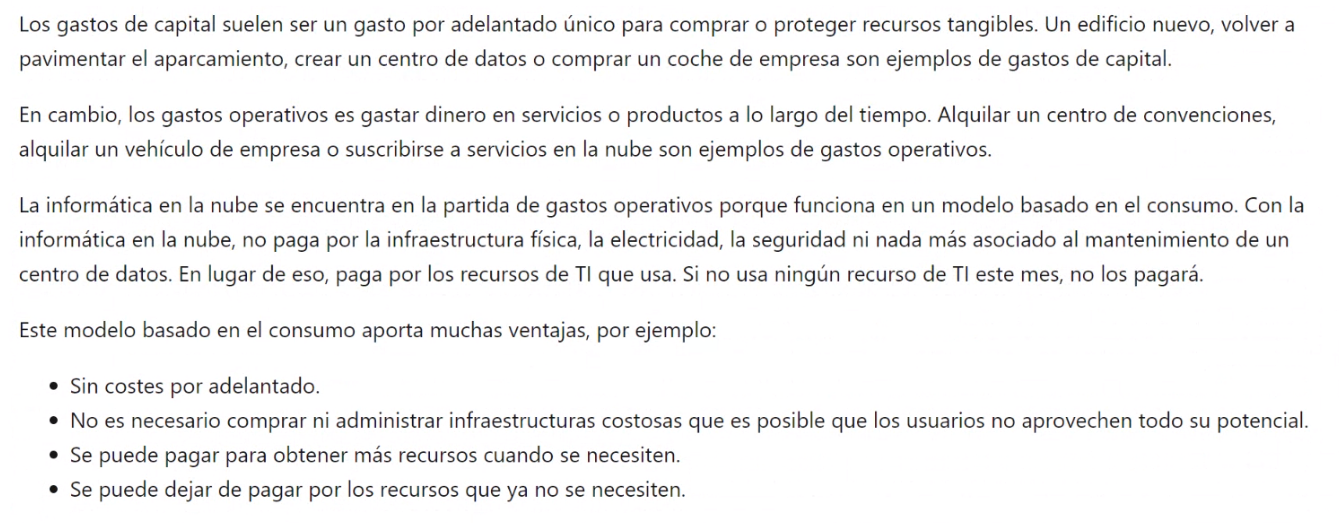 Los gastos de capital suelen ser un gasto por adelantado único para comprar o proteger recursos tangibles. Un edificio nuevo, volver a
pavimentar el aparcamiento, crear un centro de datos o comprar un coche de empresa son ejemplos de gastos de capital.
En cambio, los gastos operativos es gastar dinero en servicios o productos a lo largo del tiempo. Alquilar un centro de convenciones,
alquilar un vehículo de empresa o suscribirse a servicios en la nube son ejemplos de gastos operativos.
La informática en la nube se encuentra en la partida de gastos operativos porque funciona en un modelo basado en el consumo. Con la
informática en la nube, no paga por la infraestructura física, la electricidad, la seguridad ni nada más asociado al mantenimiento de un
centro de datos. En lugar de eso, paga por los recursos de TI que usa. Si no usa ningún recurso de TI este mes, no los pagará.
Este modelo basado en el consumo aporta muchas ventajas, por ejemplo:
• Sin costes por adelantado.
• No es necesario comprar ni administrar infraestructuras costosas que es posible que los usuarios no aprovechen todo su potencial.
• Se puede pagar para obtener más recursos cuando se necesiten.
• Se puede dejar de pagar por los recursos que ya no se necesiten.